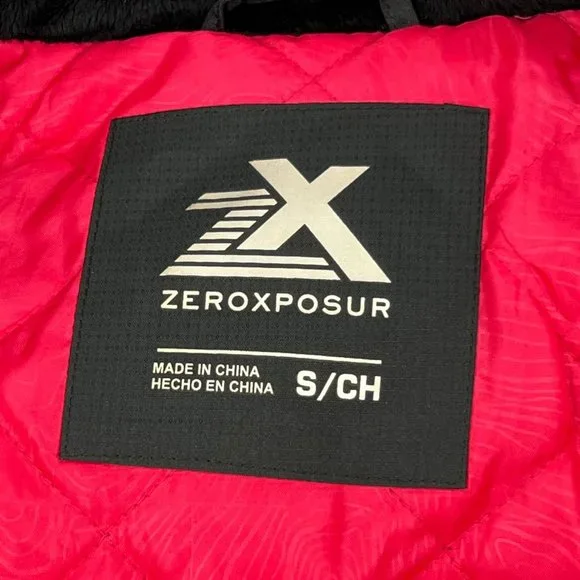 ZX
ZEROXPOSUR
MADE IN CHINA
HECHO EN CHINA
S/CH